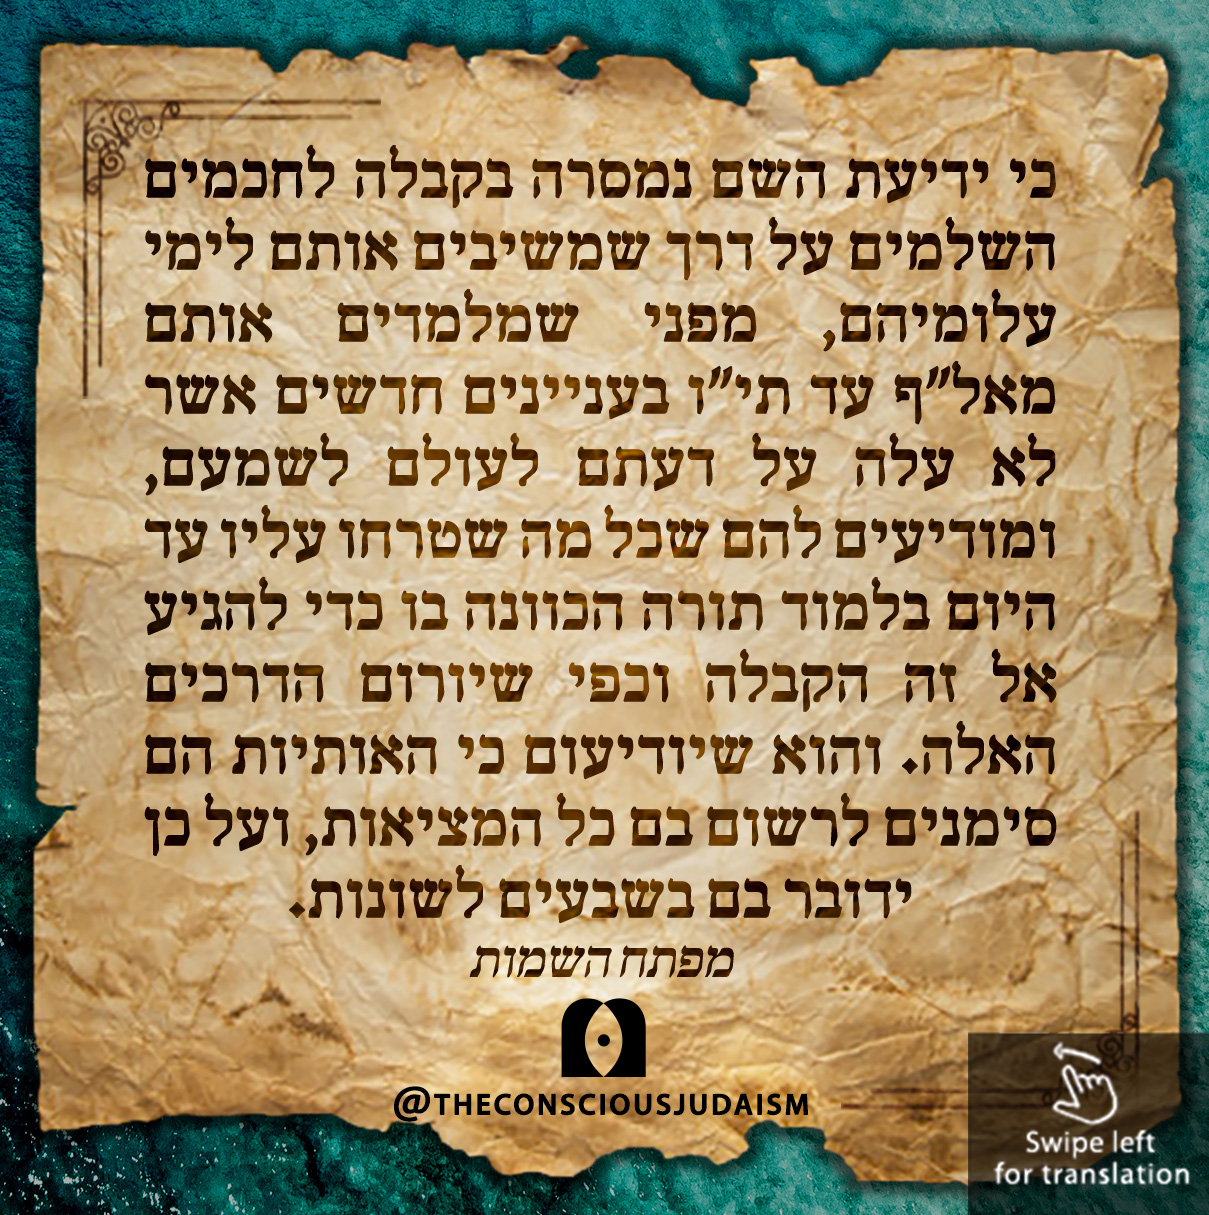 כי ידיעת השם נמסרה בקבלה לחכמים
השלמים על דרך שמשיבים אותם לימי
עלומיהם, מפני שמלמדים אותם
מאל״ף עד תי״ו בעניינים חדשים אשר
לא עלה על דעתם לעולם לשמעם,
ומודיעים להם שכל מה שטרחו עליו עד
היום בלמוד תורה הכוונה בו כדי להגיע
אל זה הקבלה וכפי שיורום הדרכים
האלה. והוא שיודיעום כי האותיות הם
סימנים לרשום בם כל המציאות, ועל כן
ידובר בם בשבעים לשונות.
מפתח השמות
@THECONSCIOUSJUDAISM
Swipe left
for translation